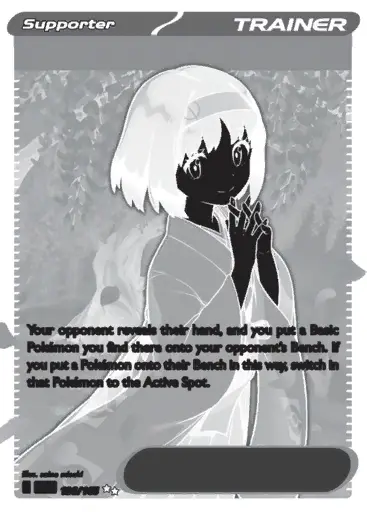 Supporter
TRAINER
Your opponent reveals their hand, and you put a Basic
Pokémon you find there onto your opponent's Bench. If
you put a Pokémon onto their Bench in this way, switch in
that Pokémon to the Active Spot.
Illus.